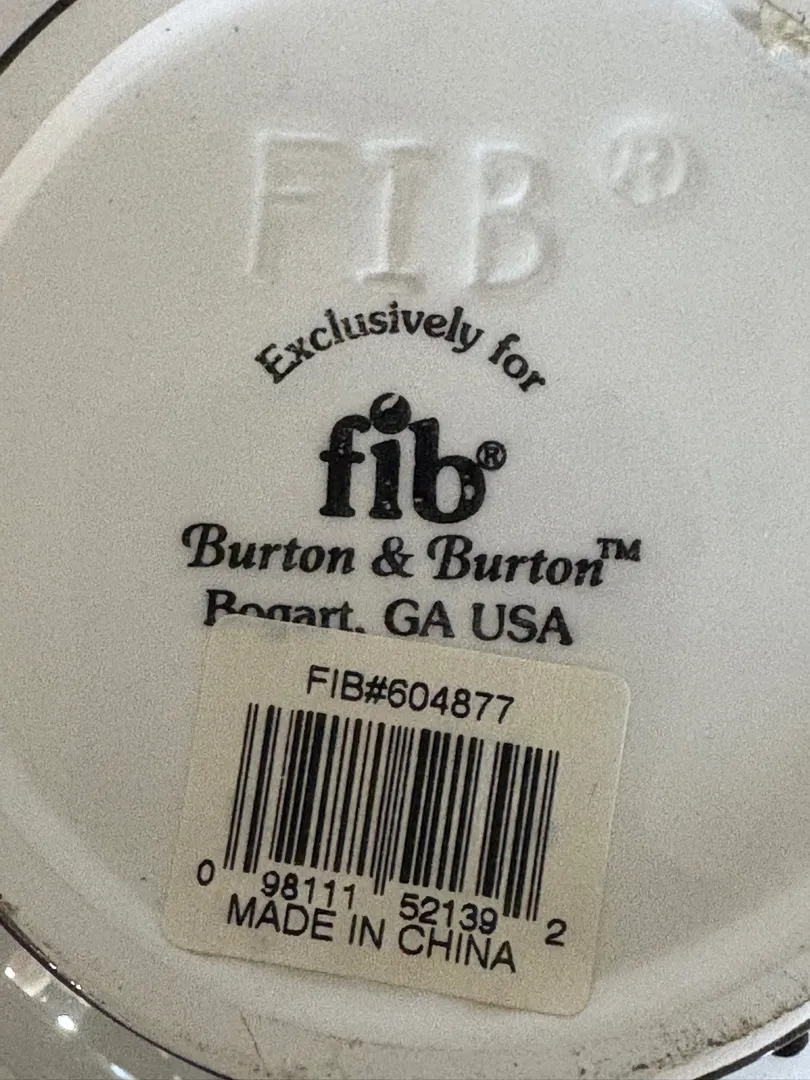 FIB®
Exclusively for
fib®
Burton & Burton™
Bogart, GA USA
FIB#604877
0 98111 52139 2
MADE IN CHINA